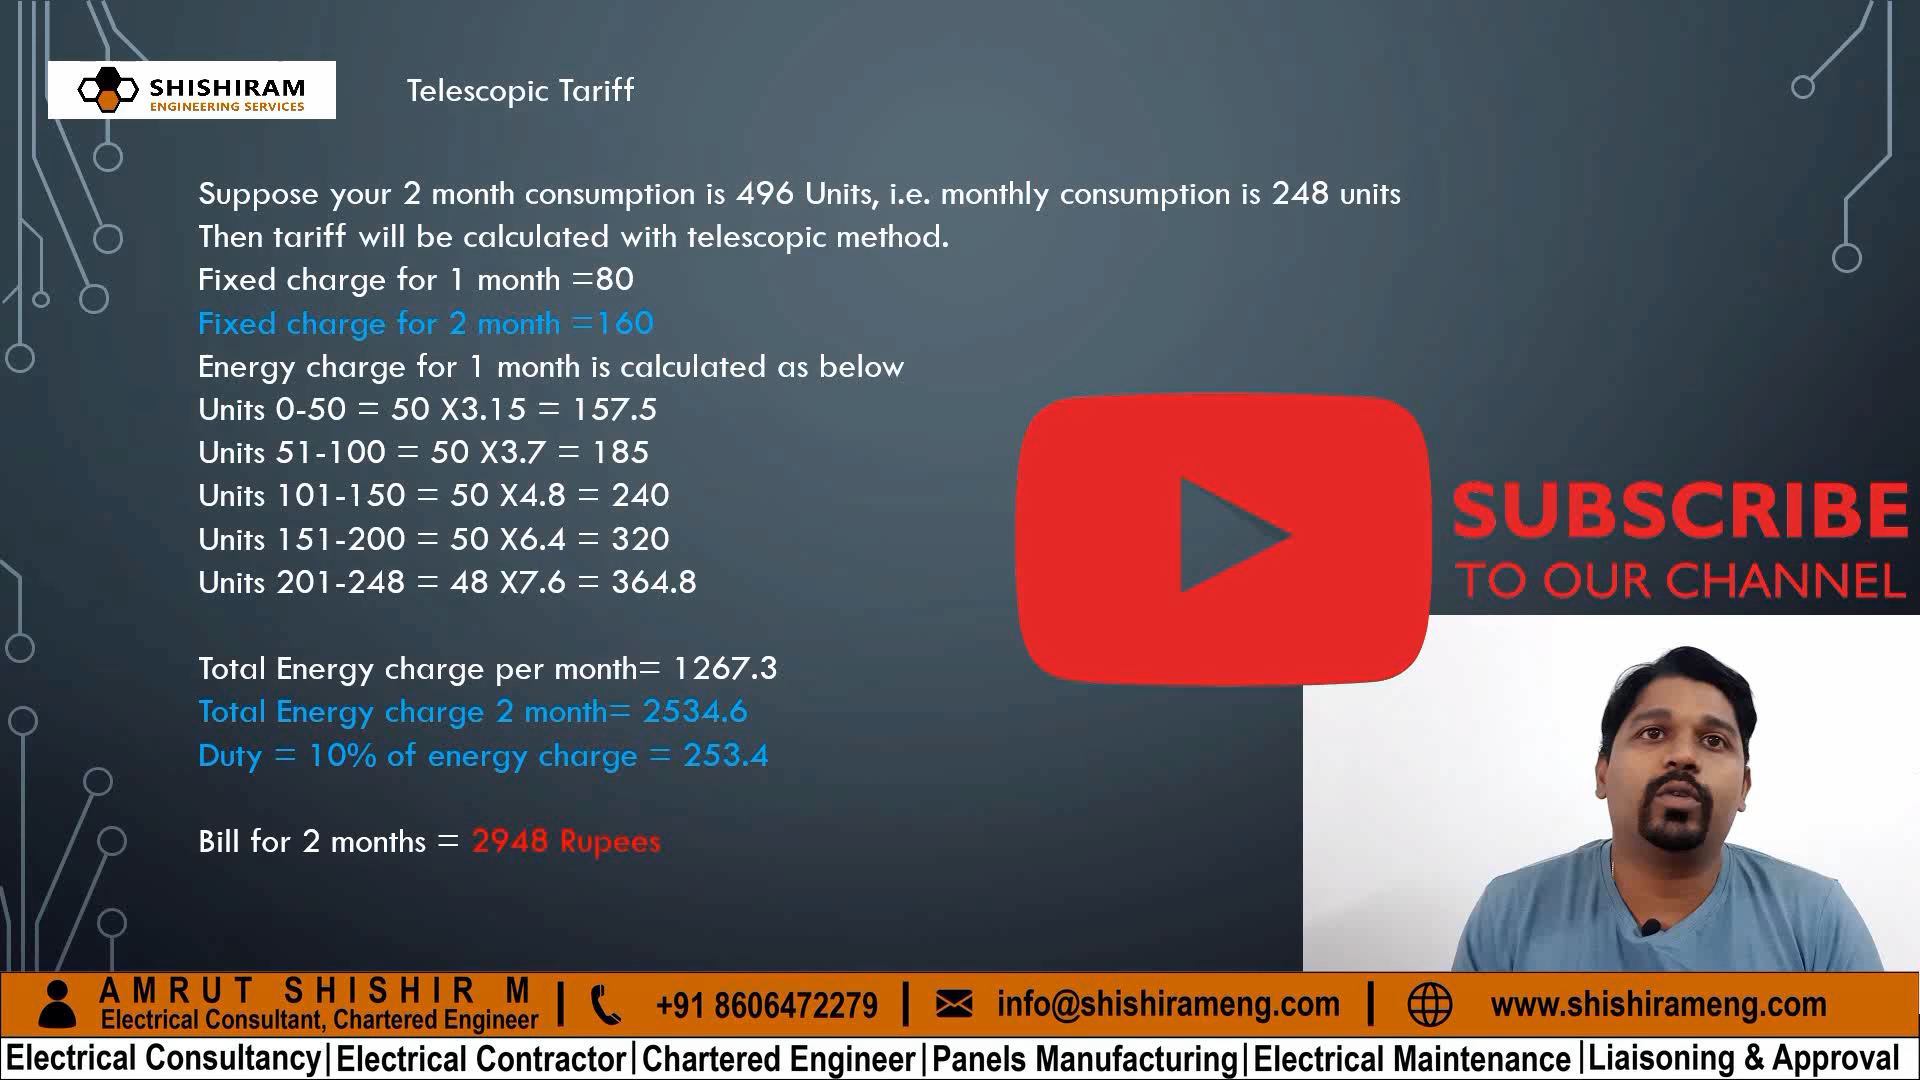 SHISHIRAM
ENGINEERING SERVICES
Telescopic Tariff
Suppose your 2 month consumption is 496 Units, i.e. monthly consumption is 248 units
Then tariff will be calculated with telescopic method.
Fixed charge for 1 month =80
Fixed charge for 2 month =160
Energy charge for 1 month is calculated as below
Units 0-50 = 50 X3.15 = 157.5
Units 51-100 = 50 X3.7 = 185
Units 101-150 = 50 X4.8 = 240
Units 151-200 = 50 X6.4 = 320
Units 201-248 = 48 X7.6 = 364.8
Total Energy charge per month= 1267.3
Total Energy charge 2 month= 2534.6
Duty = 10% of energy charge = 253.4
Bill for 2 months = 2948 Rupees
SUBSCRIBE
TO OUR CHANNEL
AMRUT SHISHIR M
Electrical Consultant, Chartered Engineer
+91 8606472279
info@shishirameng.com
www.shishirameng.com
Electrical Consultancy|Electrical Contractor|Chartered Engineer|Panels Manufacturing|Electrical Maintenance|Liaisoning & Approval